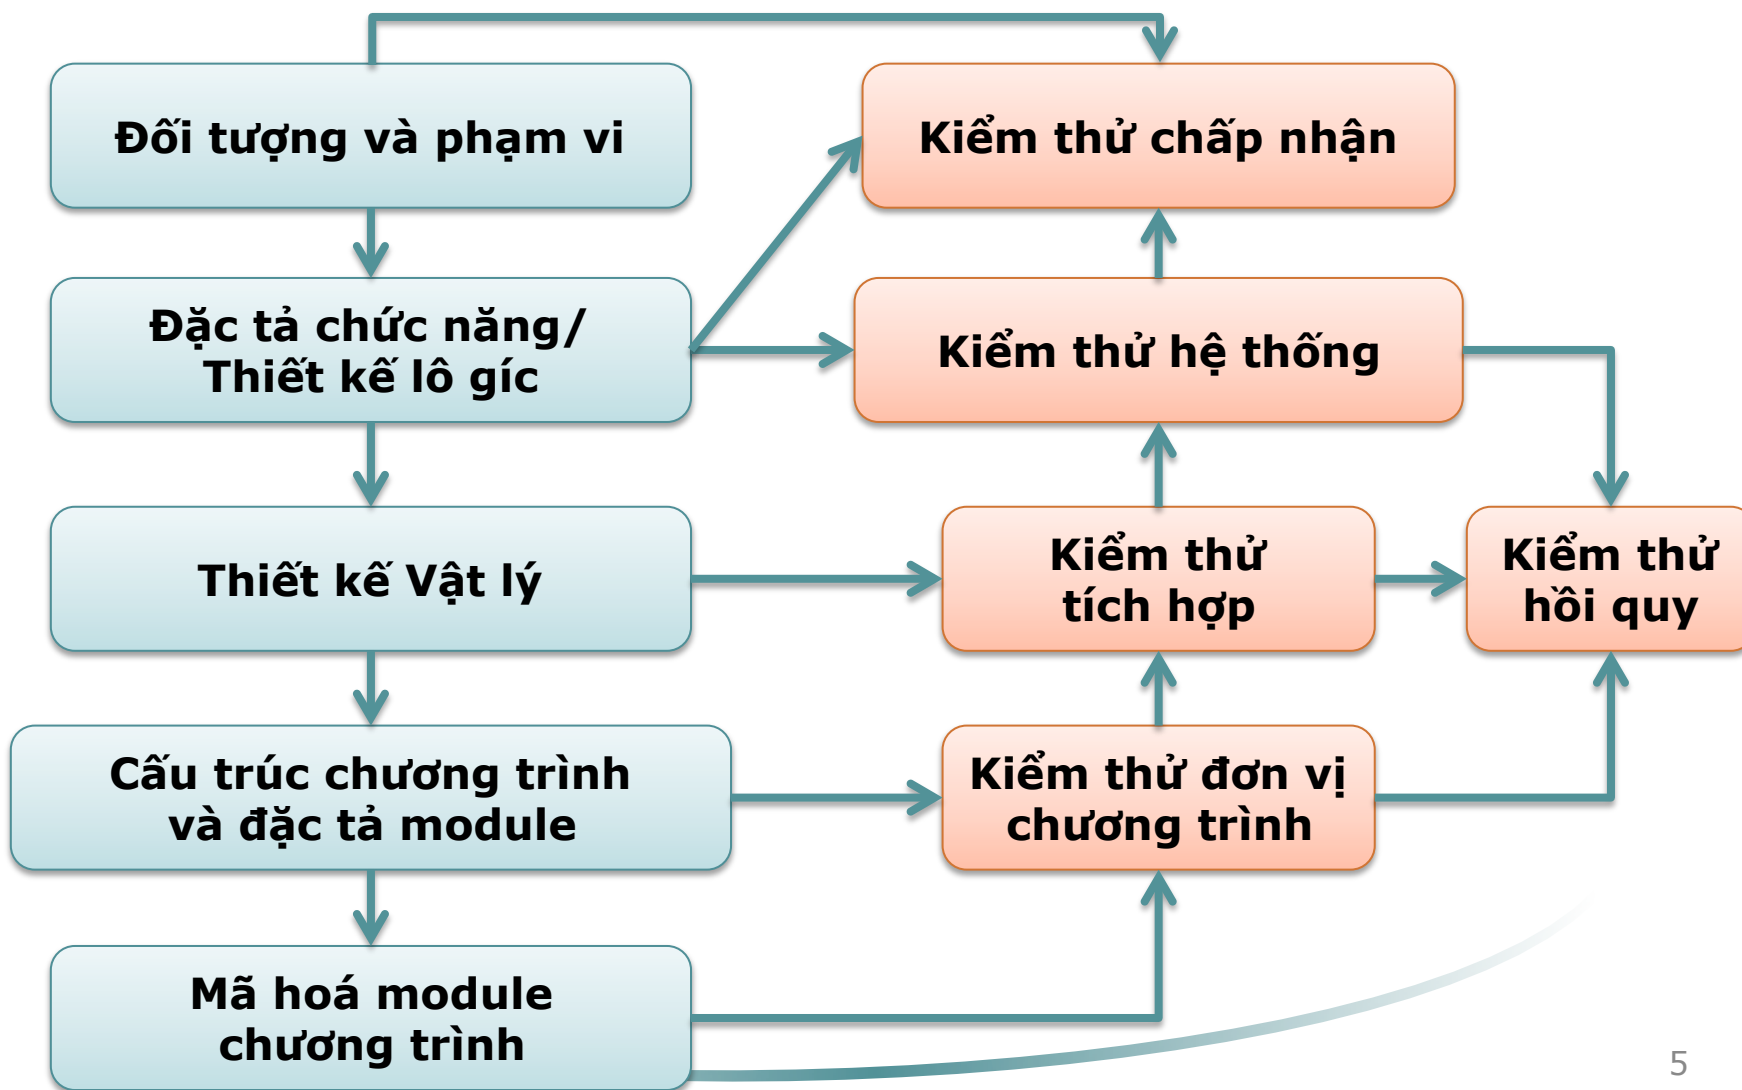 Đối tượng và phạm vi
Kiểm thử chấp nhận
Đặc tả chức năng/
Thiết kế lô gíc
Kiểm thử hệ thống
Thiết kế Vật lý
Kiểm thử
tích hợp
Kiểm thử
hồi quy
Cấu trúc chương trình
và đặc tả module
Kiểm thử đơn vị
chương trình
Mã hoá module
chương trình
5